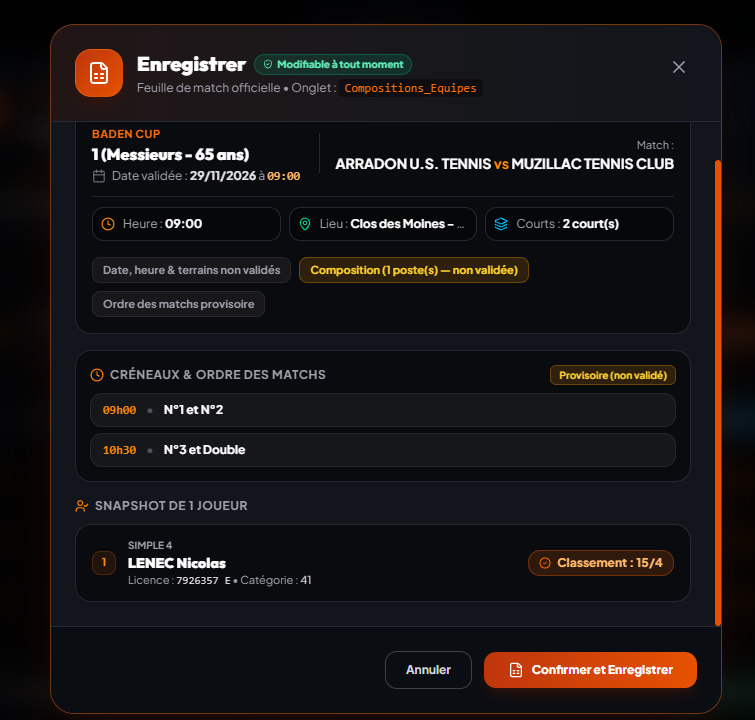 Enregistrer Modifiable à tout moment
Feuille de match officielle • Onglet : Compositions_Equipes
BADEN CUP
1 (Messieurs - 65 ans)
Date validée : 29/11/2026 à 09:00
Match :
ARRADON U.S. TENNIS vs MUZILLAC TENNIS CLUB
Heure : 09:00
Lieu : Clos des Moines – ...
Courts : 2 court(s)
Date, heure & terrains non validés
Composition (1 poste(s) — non validée)
Ordre des matchs provisoire
CRÉNEAUX & ORDRE DES MATCHS
Provisoire (non validé)
09h00 • N°1 et N°2
10h30 • N°3 et Double
SNAPSHOT DE 1 JOUEUR
1
SIMPLE 4
LENEC Nicolas
Licence : 7926357 E • Catégorie : 41
Classement : 15/4
Annuler
Confirmer et Enregistrer